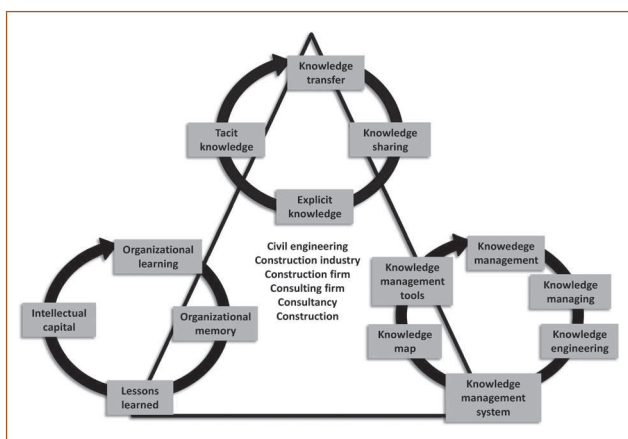 Knowledge
transfer
Tacit
knowledge
Knowledge
sharing
Explicit
knowledge
Civil engineering
Construction industry
Construction firm
Consulting firm
Consultancy
Construction
Organizational
learning
Intellectual
capital
Organizational
memory
Lessons
learned
Knowedege
management
Knowledge
management
tools
Knowledge
managing
Knowledge
map
Knowledge
engineering
Knowledge
management
system